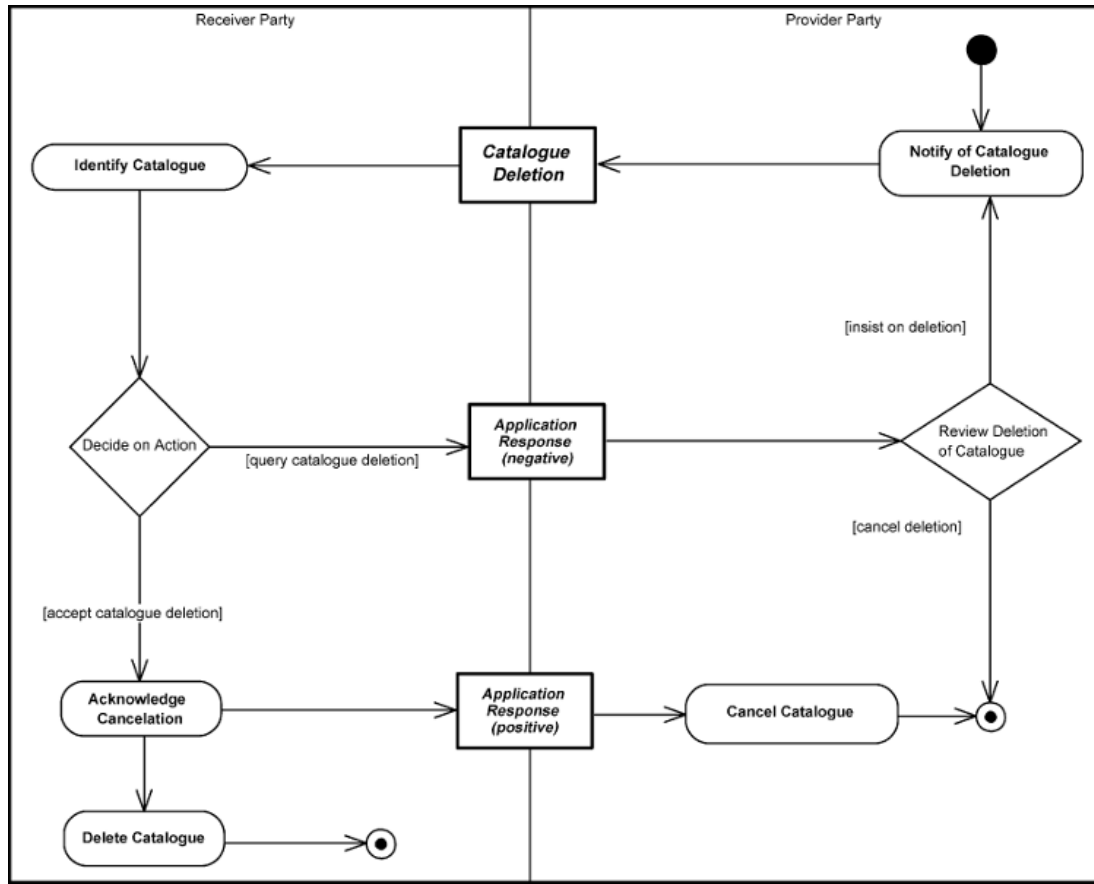 Receiver Party
Provider Party
Identify Catalogue
Catalogue
Deletion
Notify of Catalogue
Deletion
[insist on deletion]
Decide on Action
[query catalogue deletion]
Application
Response
(negative)
Review Deletion
of Catalogue
[cancel deletion]
[accept catalogue deletion]
Acknowledge
Cancelation
Application
Response
(positive)
Cancel Catalogue
Delete Catalogue